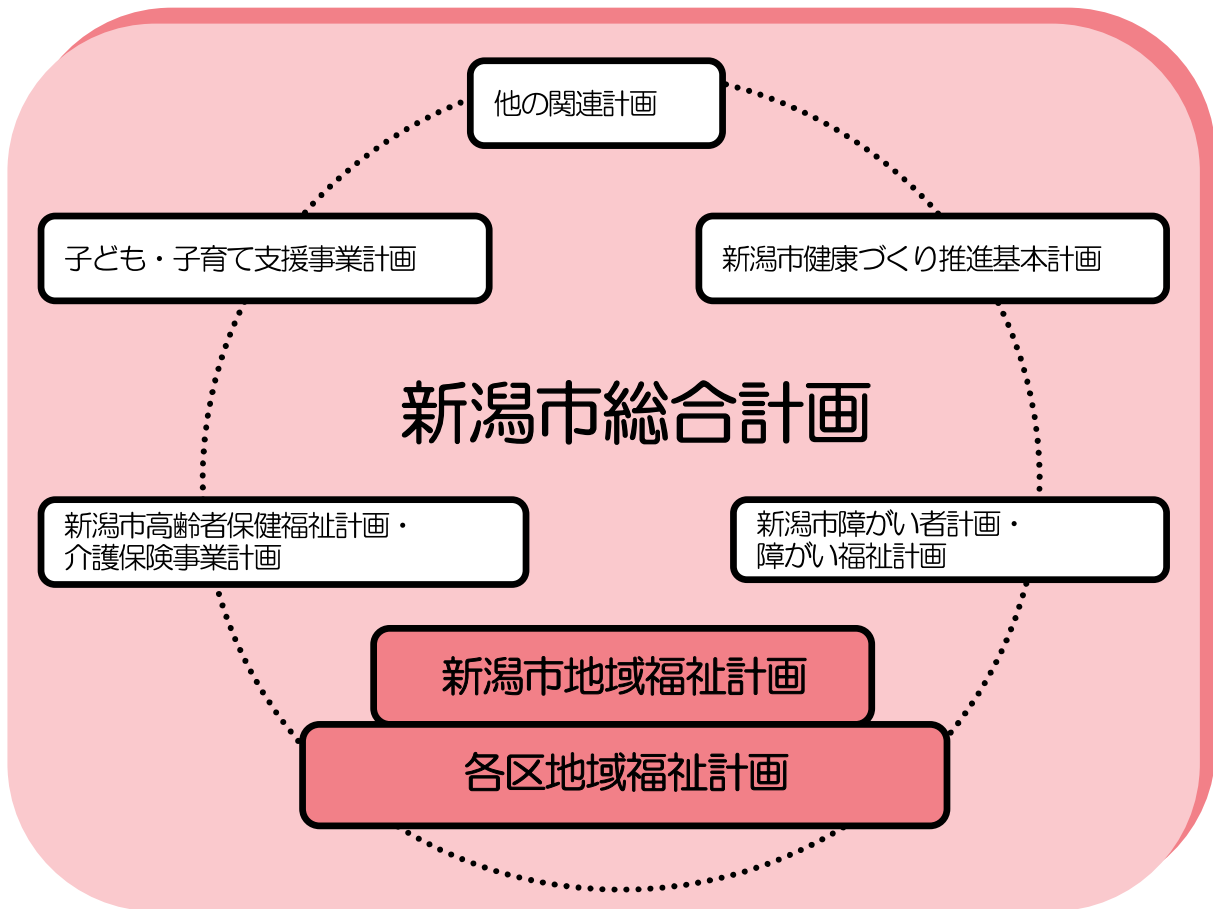 他の関連計画
子ども・子育て支援事業計画
新潟市健康づくり推進基本計画
新潟市総合計画
新潟市高齢者保健福祉計画・
介護保険事業計画
新潟市障がい者計画・
障がい福祉計画
新潟市地域福祉計画
各区地域福祉計画